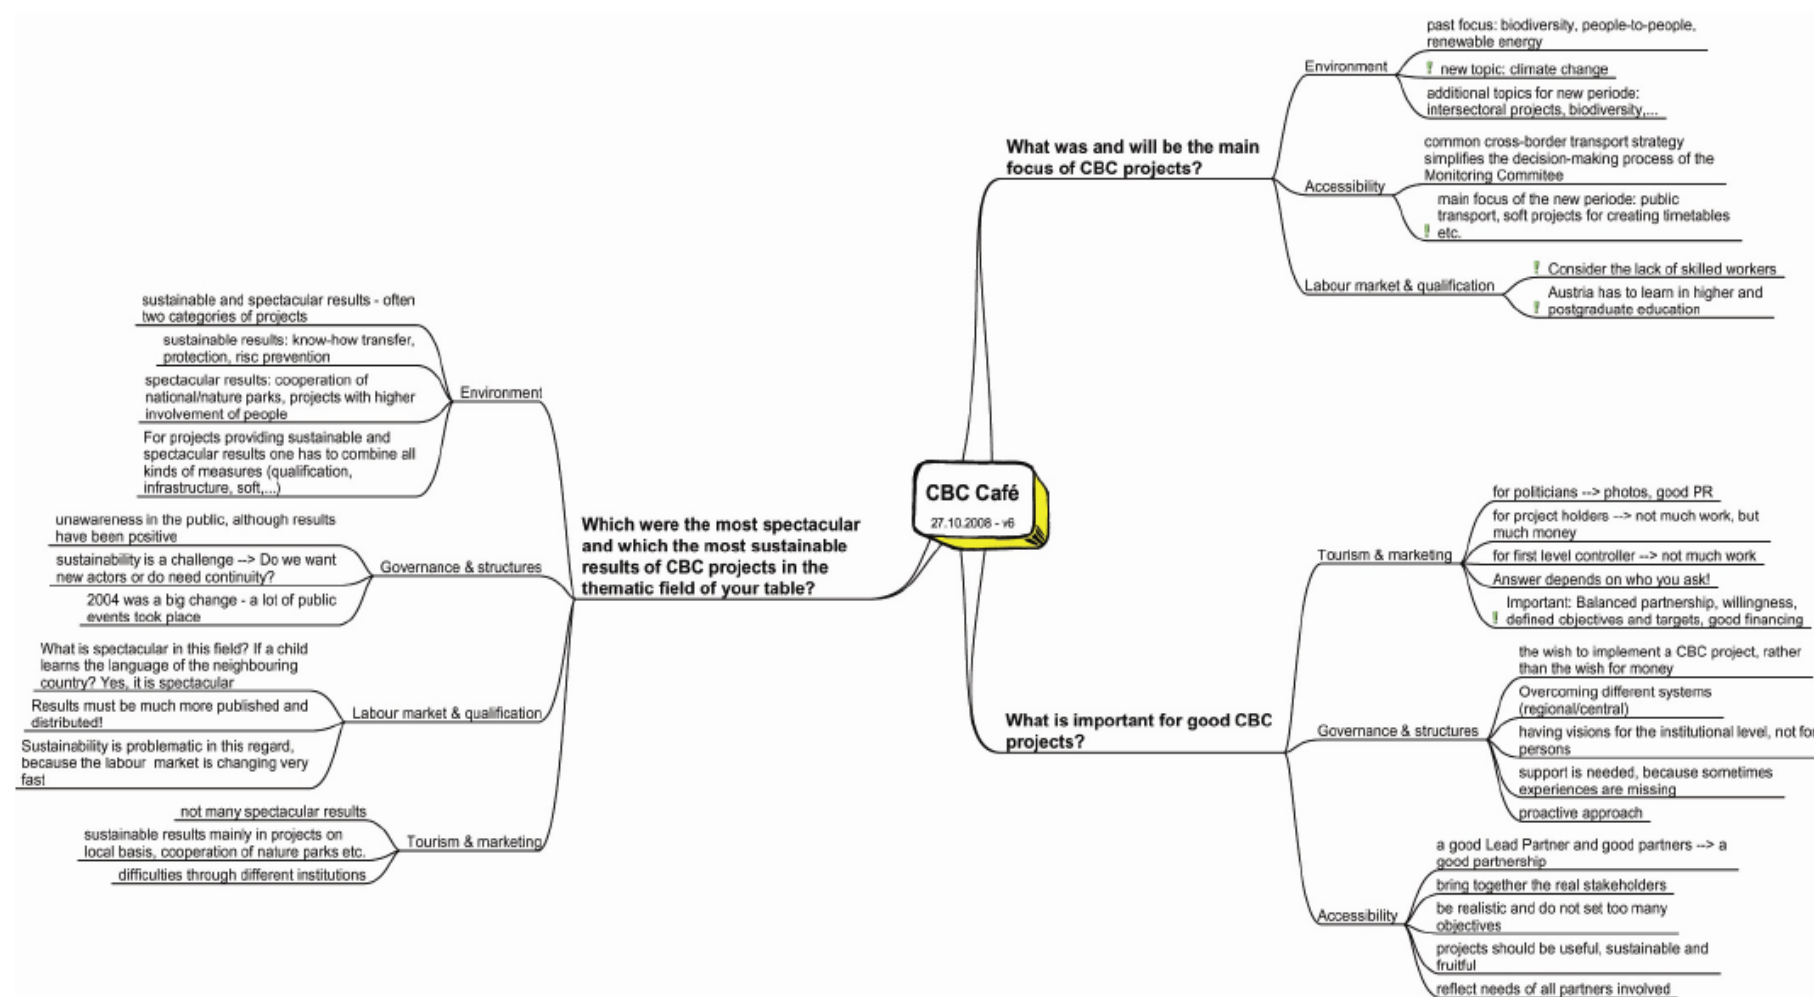 CBC Café
27.10.2008 - v6
What was and will be the main
focus of CBC projects?
Environment
past focus: biodiversity, people-to-people,
renewable energy
new topic: climate change
additional topics for new periode:
intersectoral projects, biodiversity,...
Accessibility
common cross-border transport strategy
simplifies the decision-making process of the
Monitoring Commitee
main focus of the new periode: public
transport, soft projects for creating timetables
etc.
Labour market & qualification
Consider the lack of skilled workers
Austria has to learn in higher and
postgraduate education
What is important for good CBC
projects?
Tourism & marketing
for politicians --> photos, good PR
for project holders --> not much work, but
much money
for first level controller --> not much work
Answer depends on who you ask!
Important: Balanced partnership, willingness,
defined objectives and targets, good financing
Governance & structures
the wish to implement a CBC project, rather
than the wish for money
Overcoming different systems
(regional/central)
having visions for the institutional level, not for
persons
support is needed, because sometimes
experiences are missing
proactive approach
Accessibility
a good Lead Partner and good partners --> a
good partnership
bring together the real stakeholders
be realistic and do not set too many
objectives
projects should be useful, sustainable and
fruitful
reflect needs of all partners involved
Which were the most spectacular
and which the most sustainable
results of CBC projects in the
thematic field of your table?
Environment
sustainable and spectacular results - often
two categories of projects
sustainable results: know-how transfer,
protection, risc prevention
spectacular results: cooperation of
national/nature parks, projects with higher
involvement of people
For projects providing sustainable and
spectacular results one has to combine all
kinds of measures (qualification,
infrastructure, soft,...)
Governance & structures
unawareness in the public, although results
have been positive
sustainability is a challenge --> Do we want
new actors or do need continuity?
2004 was a big change - a lot of public
events took place
Labour market & qualification
What is spectacular in this field? If a child
learns the language of the neighbouring
country? Yes, it is spectacular
Results must be much more published and
distributed!
Sustainability is problematic in this regard,
because the labour market is changing very
fast
Tourism & marketing
not many spectacular results
sustainable results mainly in projects on
local basis, cooperation of nature parks etc.
difficulties through different institutions